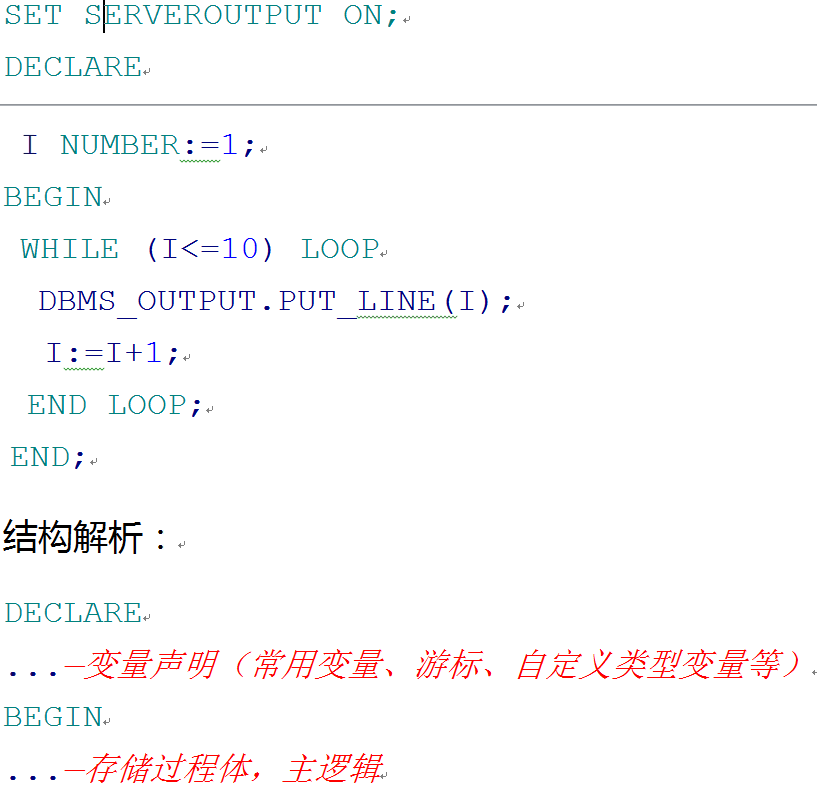 SET SERVEROUTPUT ON;
DECLARE
I NUMBER:=1;
BEGIN
WHILE (I<=10) LOOP
DBMS_OUTPUT.PUT_LINE(I);
I:=I+1;
END LOOP;
END;
结构解析：
DECLARE
...—变量声明（常用变量、游标、自定义类型变量等）
BEGIN
...—存储过程体，主逻辑